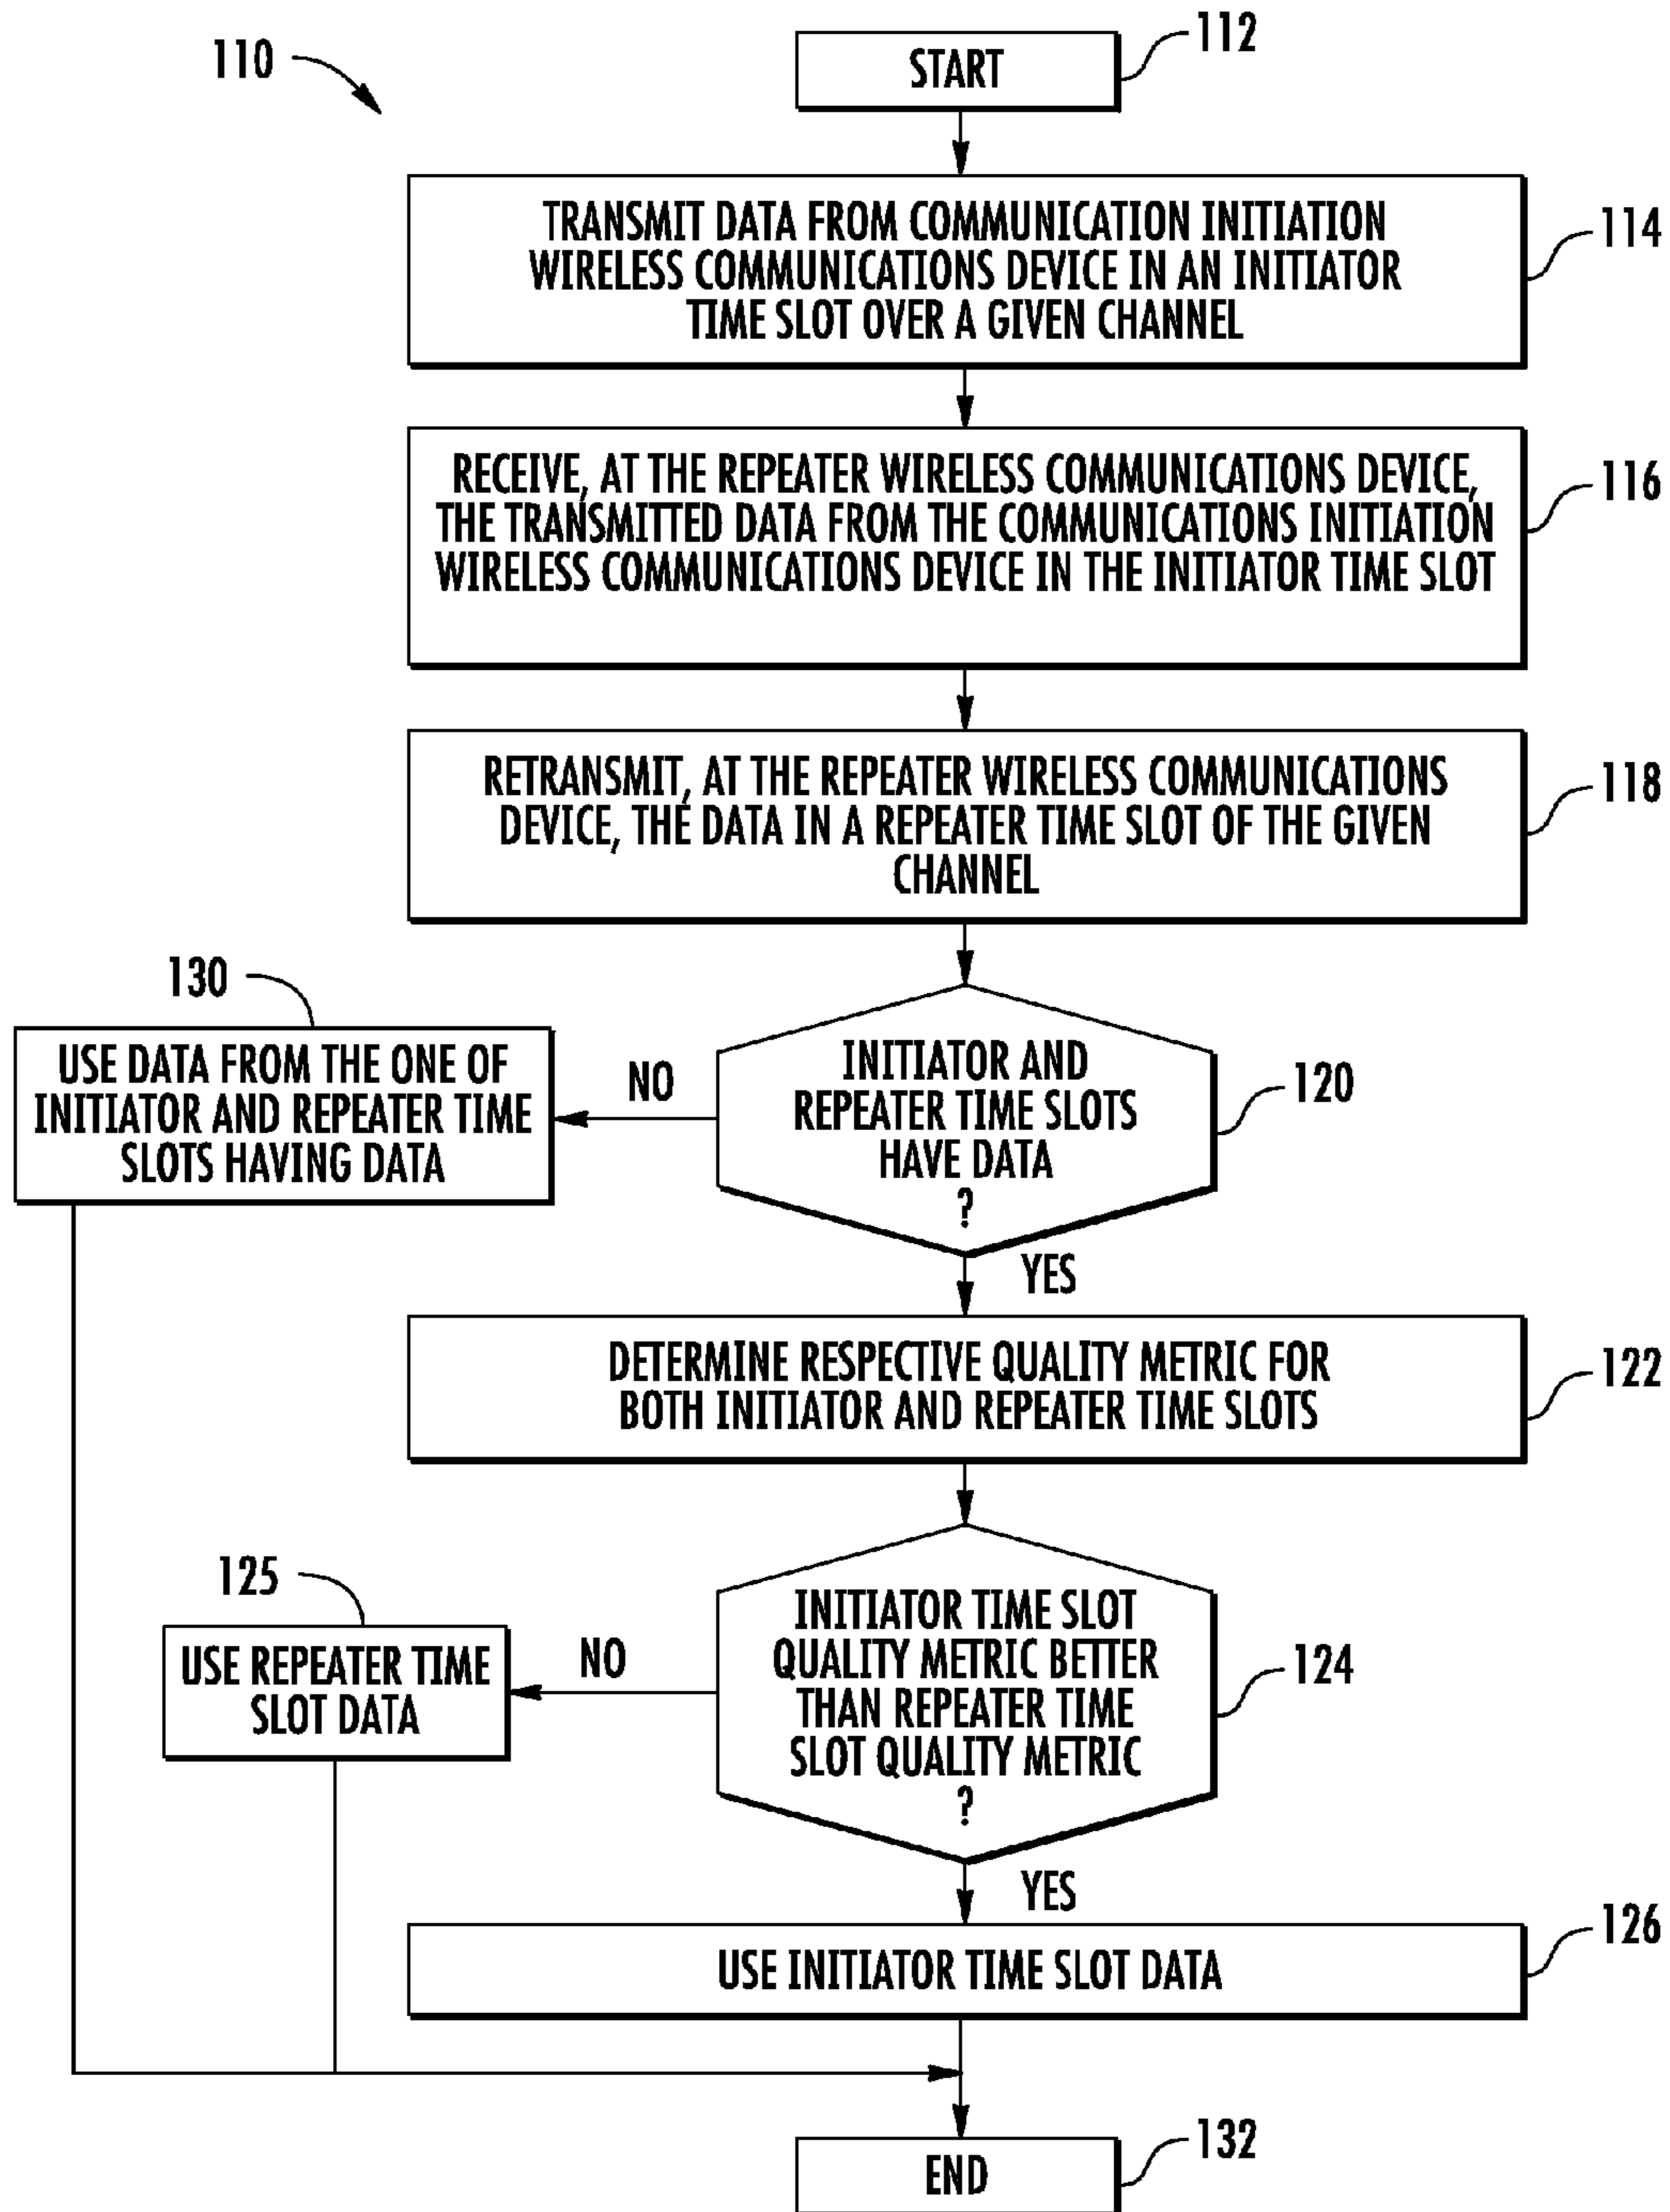 110
START
112
TRANSMIT DATA FROM COMMUNICATION INITIATION
WIRELESS COMMUNICATIONS DEVICE IN AN INITIATOR
TIME SLOT OVER A GIVEN CHANNEL
114
RECEIVE, AT THE REPEATER WIRELESS COMMUNICATIONS DEVICE,
THE TRANSMITTED DATA FROM THE COMMUNICATIONS INITIATION
WIRELESS COMMUNICATIONS DEVICE IN THE INITIATOR TIME SLOT
116
RETRANSMIT, AT THE REPEATER WIRELESS COMMUNICATIONS
DEVICE, THE DATA IN A REPEATER TIME SLOT OF THE GIVEN
CHANNEL
118
INITIATOR AND
REPEATER TIME SLOTS
HAVE DATA
?
120
NO
130
USE DATA FROM THE ONE OF
INITIATOR AND REPEATER TIME
SLOTS HAVING DATA
YES
DETERMINE RESPECTIVE QUALITY METRIC FOR
BOTH INITIATOR AND REPEATER TIME SLOTS
122
INITIATOR TIME SLOT
QUALITY METRIC BETTER
THAN REPEATER TIME
SLOT QUALITY METRIC
?
124
NO
125
USE REPEATER TIME
SLOT DATA
YES
USE INITIATOR TIME SLOT DATA
126
END
132